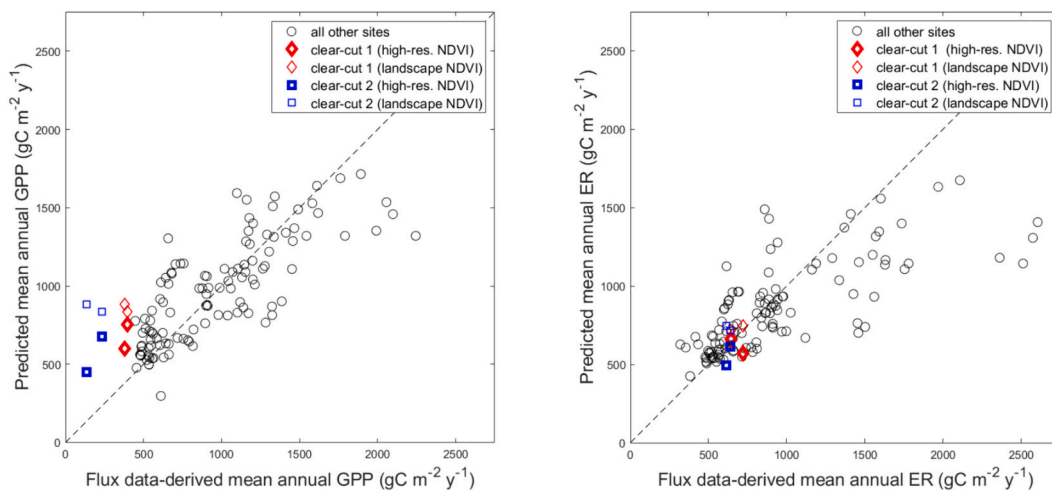 all other sites
clear-cut 1 (high-res. NDVI)
clear-cut 1 (landscape NDVI)
clear-cut 2 (high-res. NDVI)
clear-cut 2 (landscape NDVI)
2500
2000
1500
1000
500
0
0 500 1000 1500 2000 2500
Predicted mean annual GPP (gC m⁻² y⁻¹)
Flux data-derived mean annual GPP (gC m⁻² y⁻¹)
all other sites
clear-cut 1 (high-res. NDVI)
clear-cut 1 (landscape NDVI)
clear-cut 2 (high-res. NDVI)
clear-cut 2 (landscape NDVI)
2500
2000
1500
1000
500
0
0 500 1000 1500 2000 2500
Predicted mean annual ER (gC m⁻² y⁻¹)
Flux data-derived mean annual ER (gC m⁻² y⁻¹)